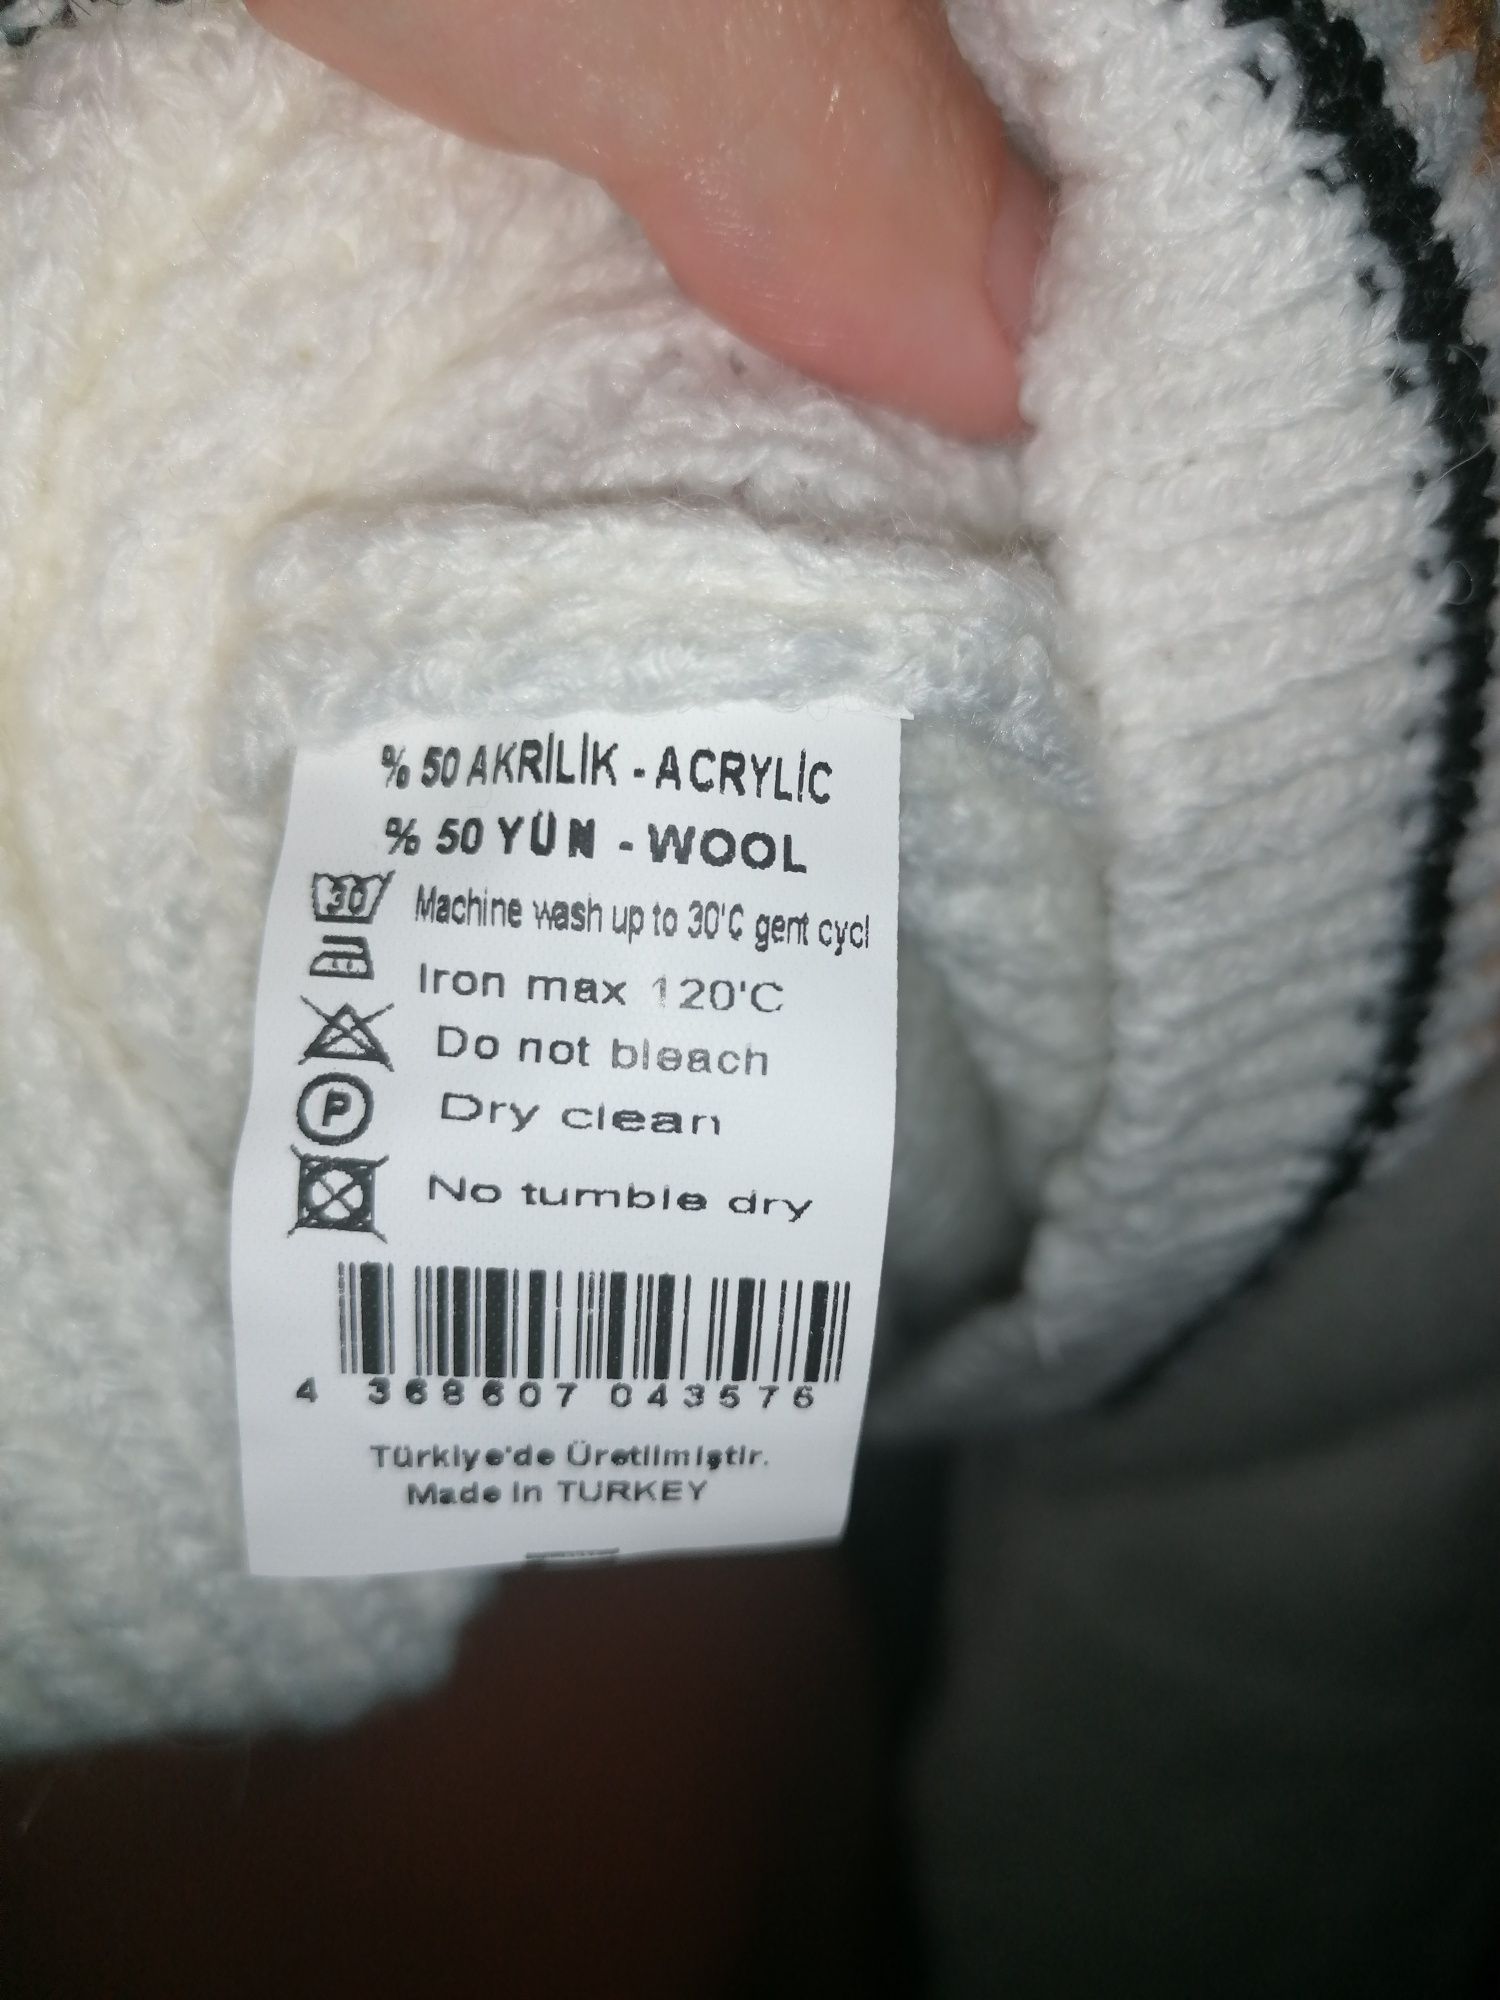 % 50 AKRİLİK - ACRYLİC
% 50 YÜN - WOOL
30 Machine wash up to 30'C gent cycl
Iron max 120'C
Do not bleach
P Dry clean
No tumble dry
4 368607 043576
Türkiye'de Üretilmiştir.
Made in TURKEY